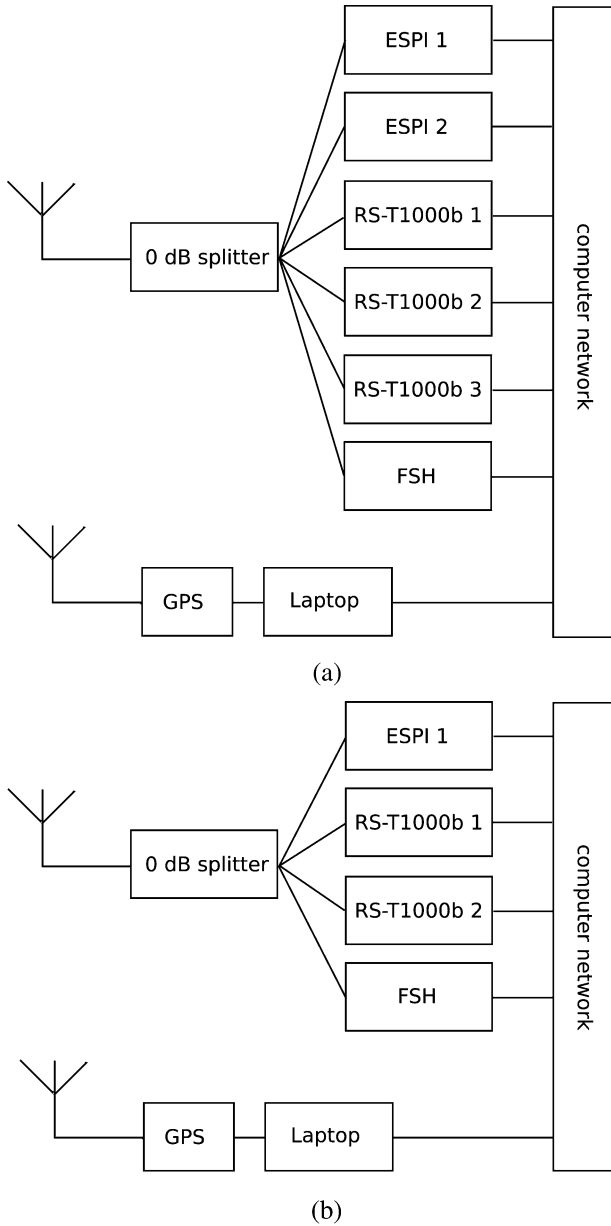 ESPI 1
ESPI 2
RS-T1000b 1
0 dB splitter
RS-T1000b 2
RS-T1000b 3
FSH
computer network
GPS
Laptop
(a)
ESPI 1
RS-T1000b 1
0 dB splitter
RS-T1000b 2
FSH
computer network
GPS
Laptop
(b)